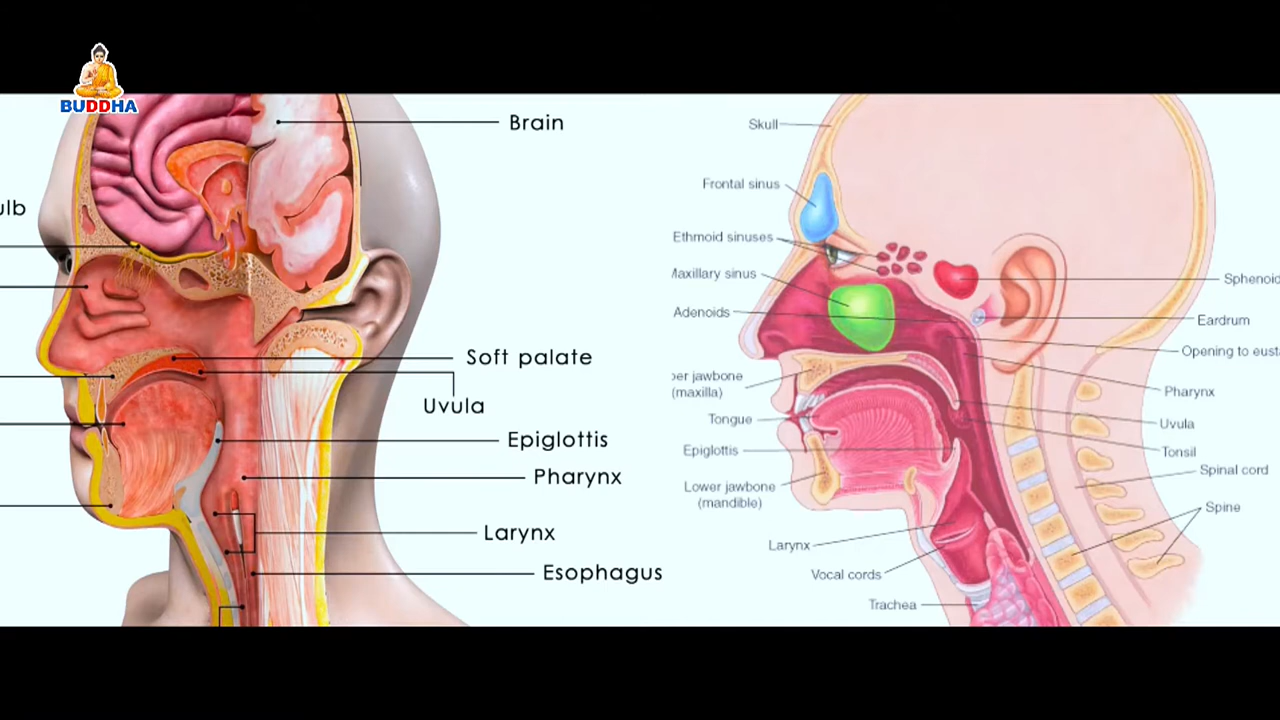 BUDDHA
Brain
ulb
Soft palate
Uvula
Epiglottis
Pharynx
Larynx
Esophagus
Skull
Frontal sinus
Ethmoid sinuses
Maxillary sinus
Adenoids
per jawbone
(maxilla)
Tongue
Epiglottis
Lower jawbone
(mandible)
Larynx
Vocal cords
Trachea
Sphenoid
Eardrum
Opening to eusta
Pharynx
Uvula
Tonsil
Spinal cord
Spine